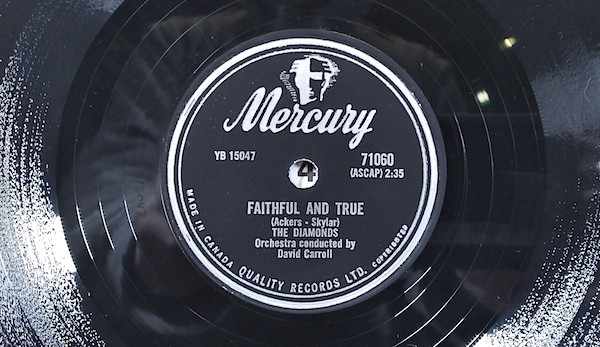 Mercury
YB 15047
71060
(ASCAP) 2:35
4
FAITHFUL AND TRUE
(Ackers - Skylar)
THE DIAMONDS
Orchestra conducted by
David Carroll
MADE IN CANADA QUALITY RECORDS LTD. COPYRIGHTED